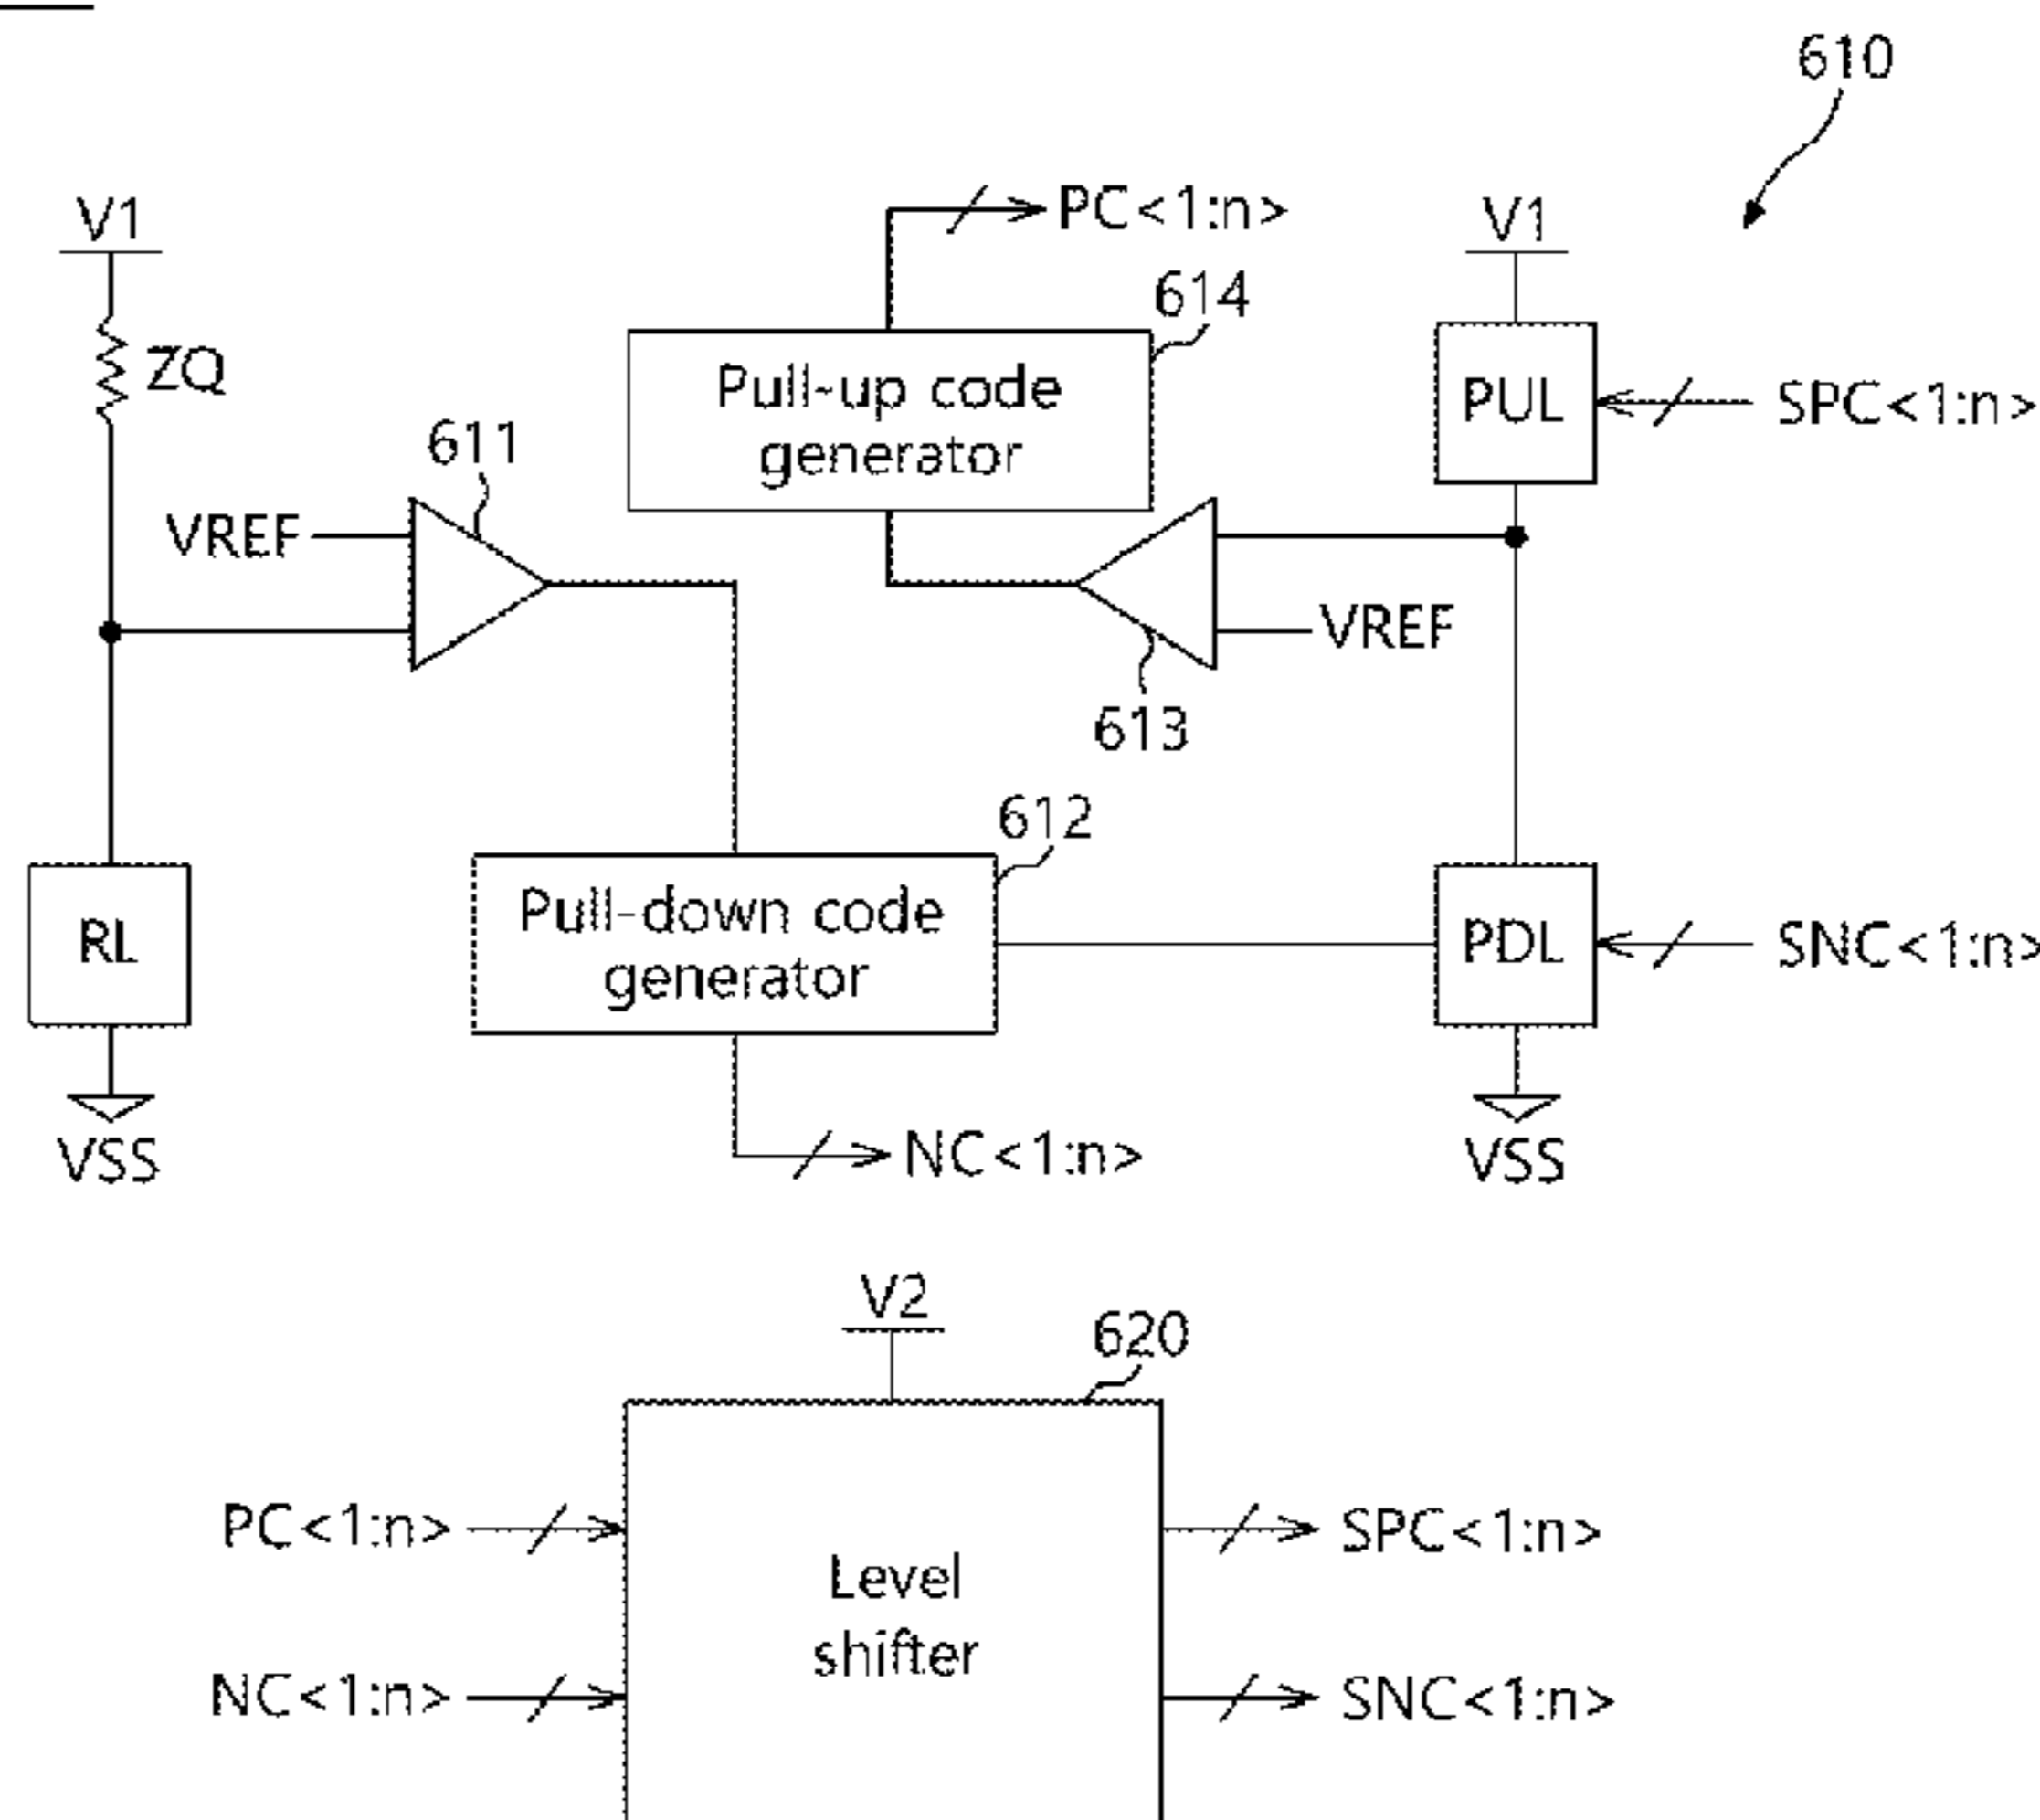 610
V1
PC<1:n>
V1
614
ZQ
Pull-up code
generator
PUL
SPC<1:n>
611
VREF
VREF
613
612
RL
Pull-down code
generator
PDL
SNC<1:n>
VSS
NC<1:n>
VSS
V2
620
PC<1:n>
SPC<1:n>
Level
shifter
NC<1:n>
SNC<1:n>